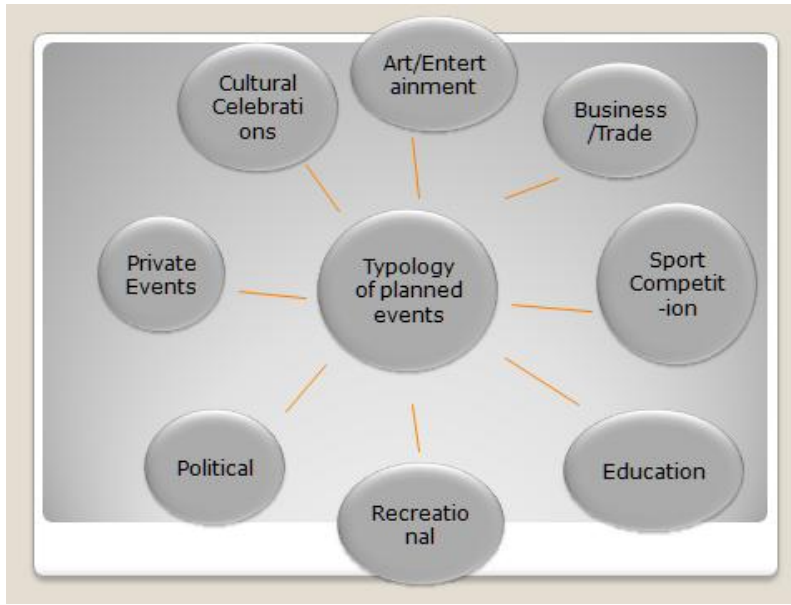 Cultural
Celebrati
ons
Art/Entert
ainment
Business
/Trade
Private
Events
Typology
of planned
events
Sport
Competit
-ion
Political
Recreatio
nal
Education